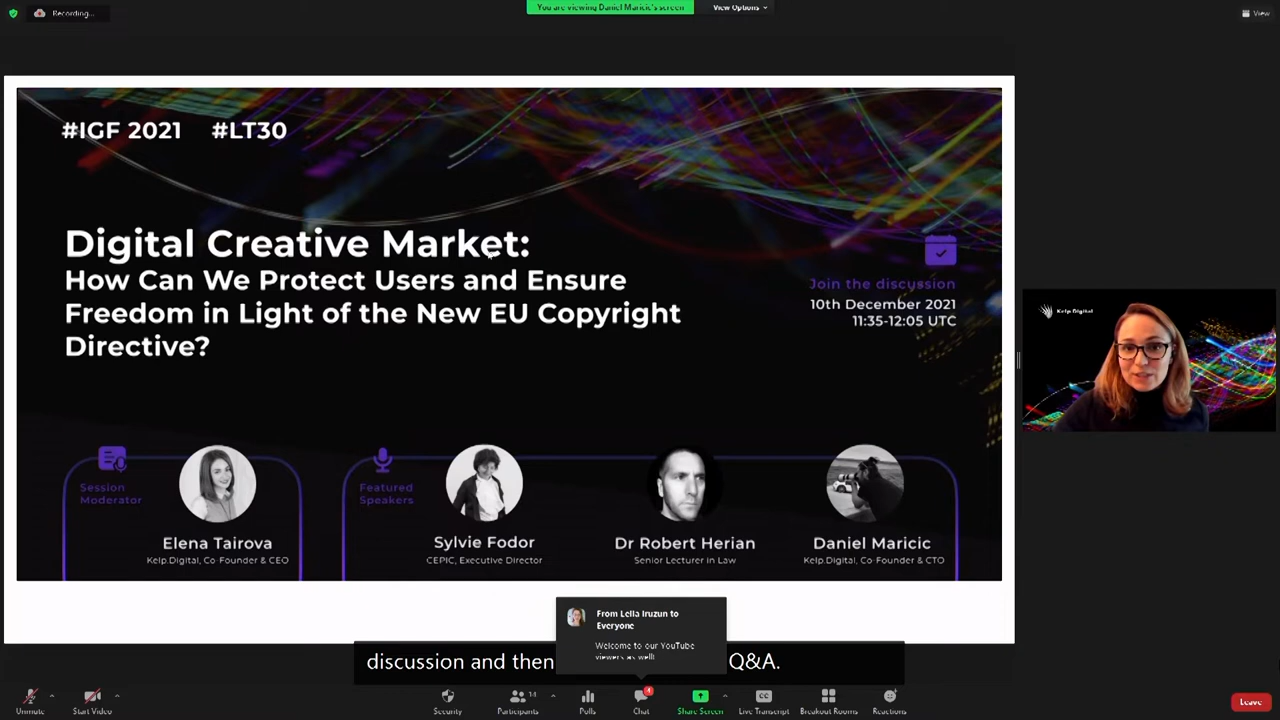 Recording...
You are viewing Daniel Maricic's screen
View Options
View
#IGF 2021 #LT30
Digital Creative Market:
How Can We Protect Users and Ensure
Freedom in Light of the New EU Copyright
Directive?
Join the discussion
10th December 2021
11:35-12:05 UTC
Kelp.Digital
Session
Moderator
Elena Tairova
Kelp.Digital, Co-Founder & CEO
Featured
Speakers
Sylvie Fodor
CEPIC, Executive Director
Dr Robert Herian
Senior Lecturer in Law
Daniel Maricic
Kelp.Digital, Co-Founder & CTO
From Leila Iruzun to
Everyone
Welcome to our YouTube
viewers as well!
discussion and then Q&A.
Unmute
Start Video
Security
Participants
14
Polls
Chat
4
Share Screen
Live Transcript
Breakout Rooms
Reactions
Leave